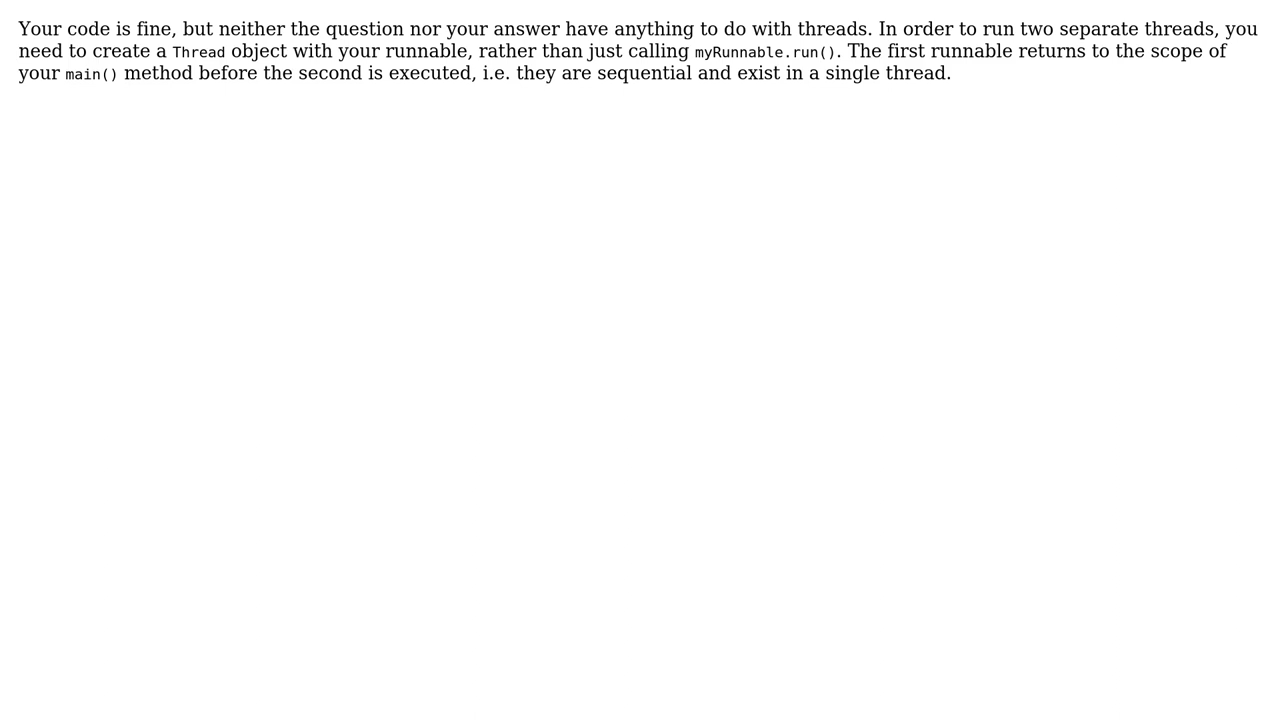 Your code is fine, but neither the question nor your answer have anything to do with threads. In order to run two separate threads, you
need to create a Thread object with your runnable, rather than just calling myRunnable.run(). The first runnable returns to the scope of
your main() method before the second is executed, i.e. they are sequential and exist in a single thread.